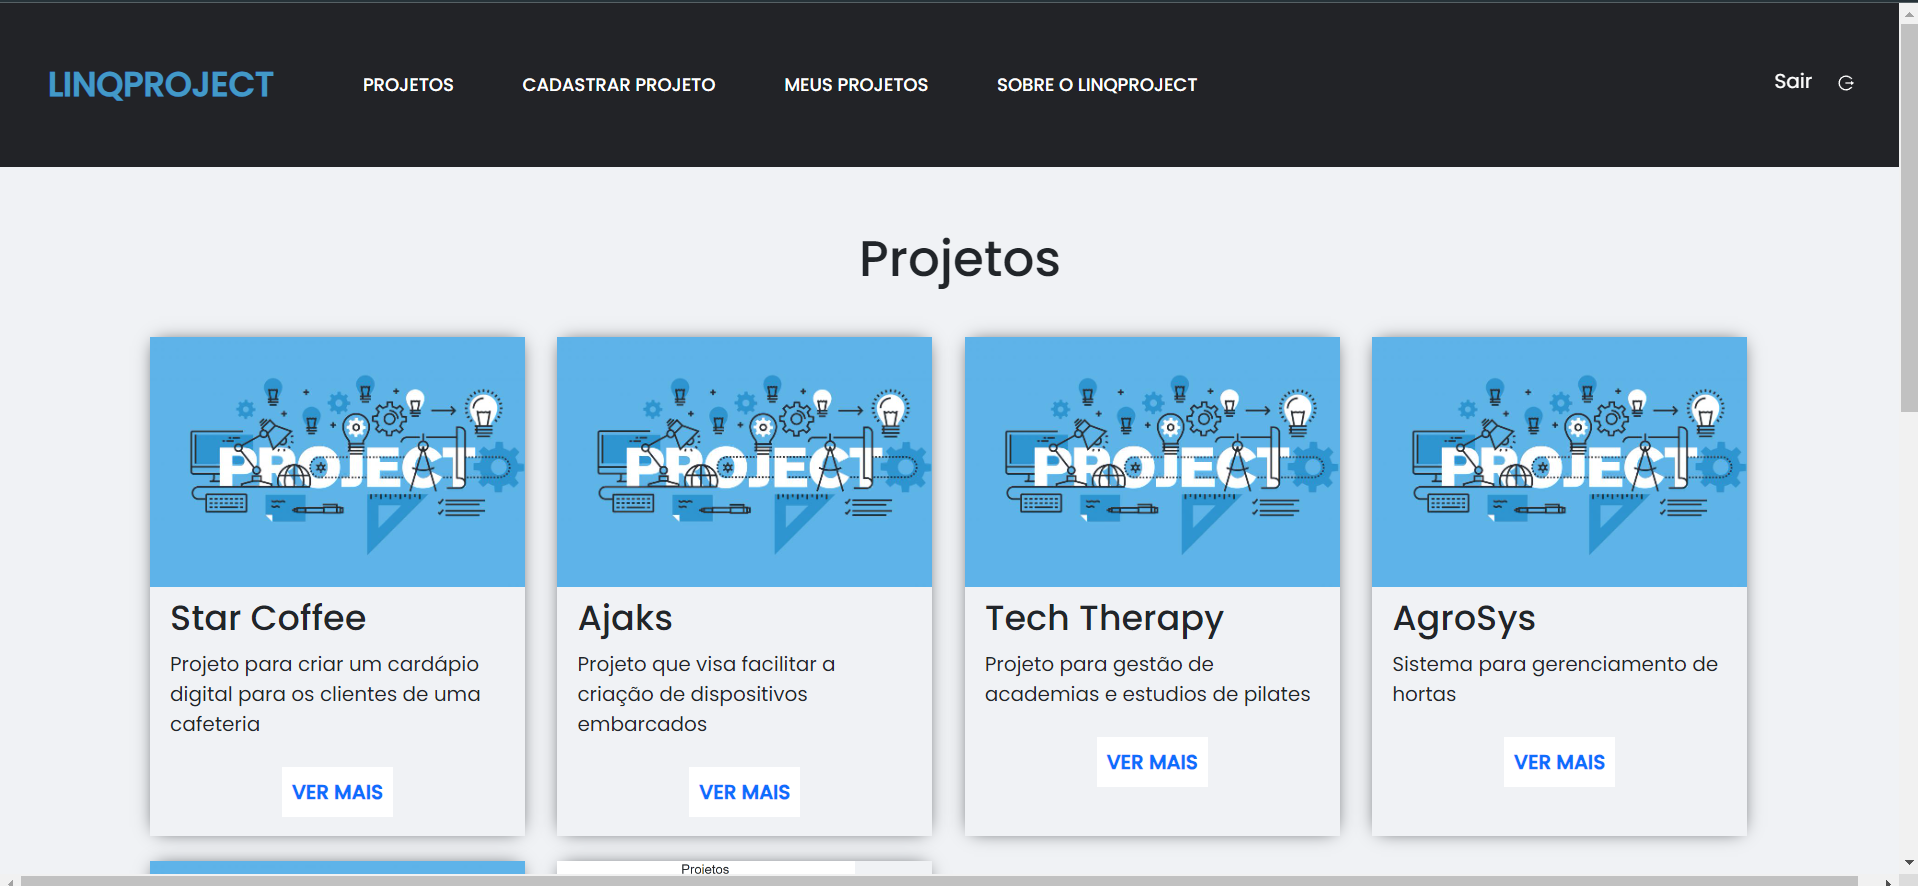 LINQPROJECT
PROJETOS
CADASTRAR PROJETO
MEUS PROJETOS
SOBRE O LINQPROJECT
Sair
Projetos
PROJECT
Star Coffee
Projeto para criar um cardápio
digital para os clientes de uma
cafeteria
VER MAIS
PROJECT
Ajaks
Projeto que visa facilitar a
criação de dispositivos
embarcados
VER MAIS
PROJECT
Tech Therapy
Projeto para gestão de
academias e estudios de pilates
VER MAIS
PROJECT
AgroSys
Sistema para gerenciamento de
hortas
VER MAIS
Projetos